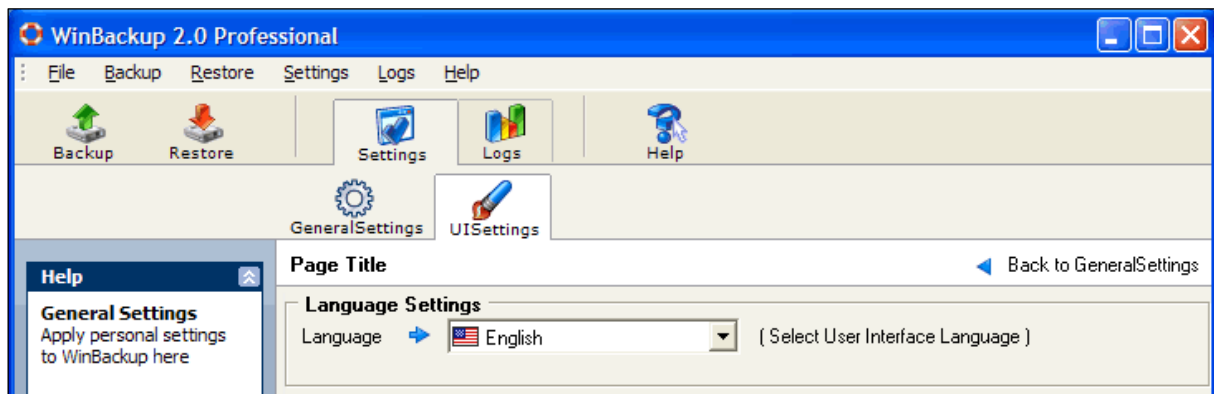 WinBackup 2.0 Professional
File Backup Restore Settings Logs Help
Backup Restore Settings Logs Help
GeneralSettings UISettings
Help
General Settings
Apply personal settings
to WinBackup here
Page Title Back to GeneralSettings
Language Settings
Language English ( Select User Interface Language )